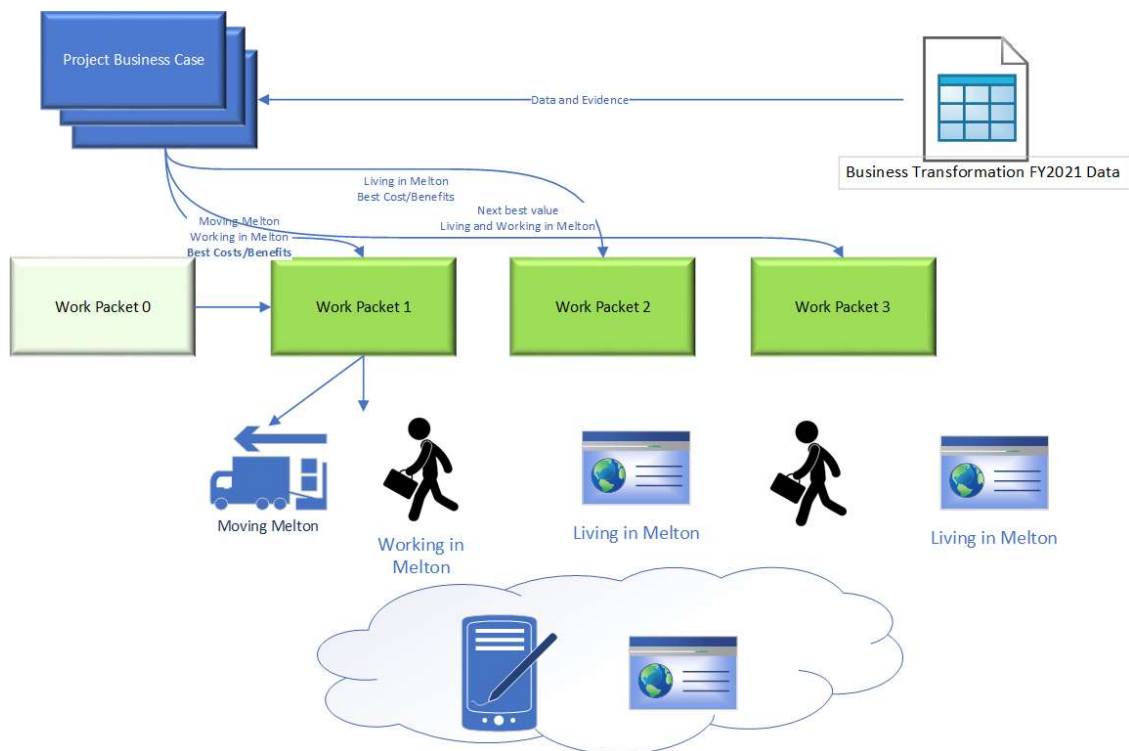 Project Business Case
Data and Evidence
Business Transformation FY2021 Data
Living in Melton
Best Cost/Benefits
Next best value
Living and Working in Melton
Moving Melton
Working in Melton
Best Costs/Benefits
Work Packet 0
Work Packet 1
Work Packet 2
Work Packet 3
Moving Melton
Working in
Melton
Living in Melton
Living in Melton